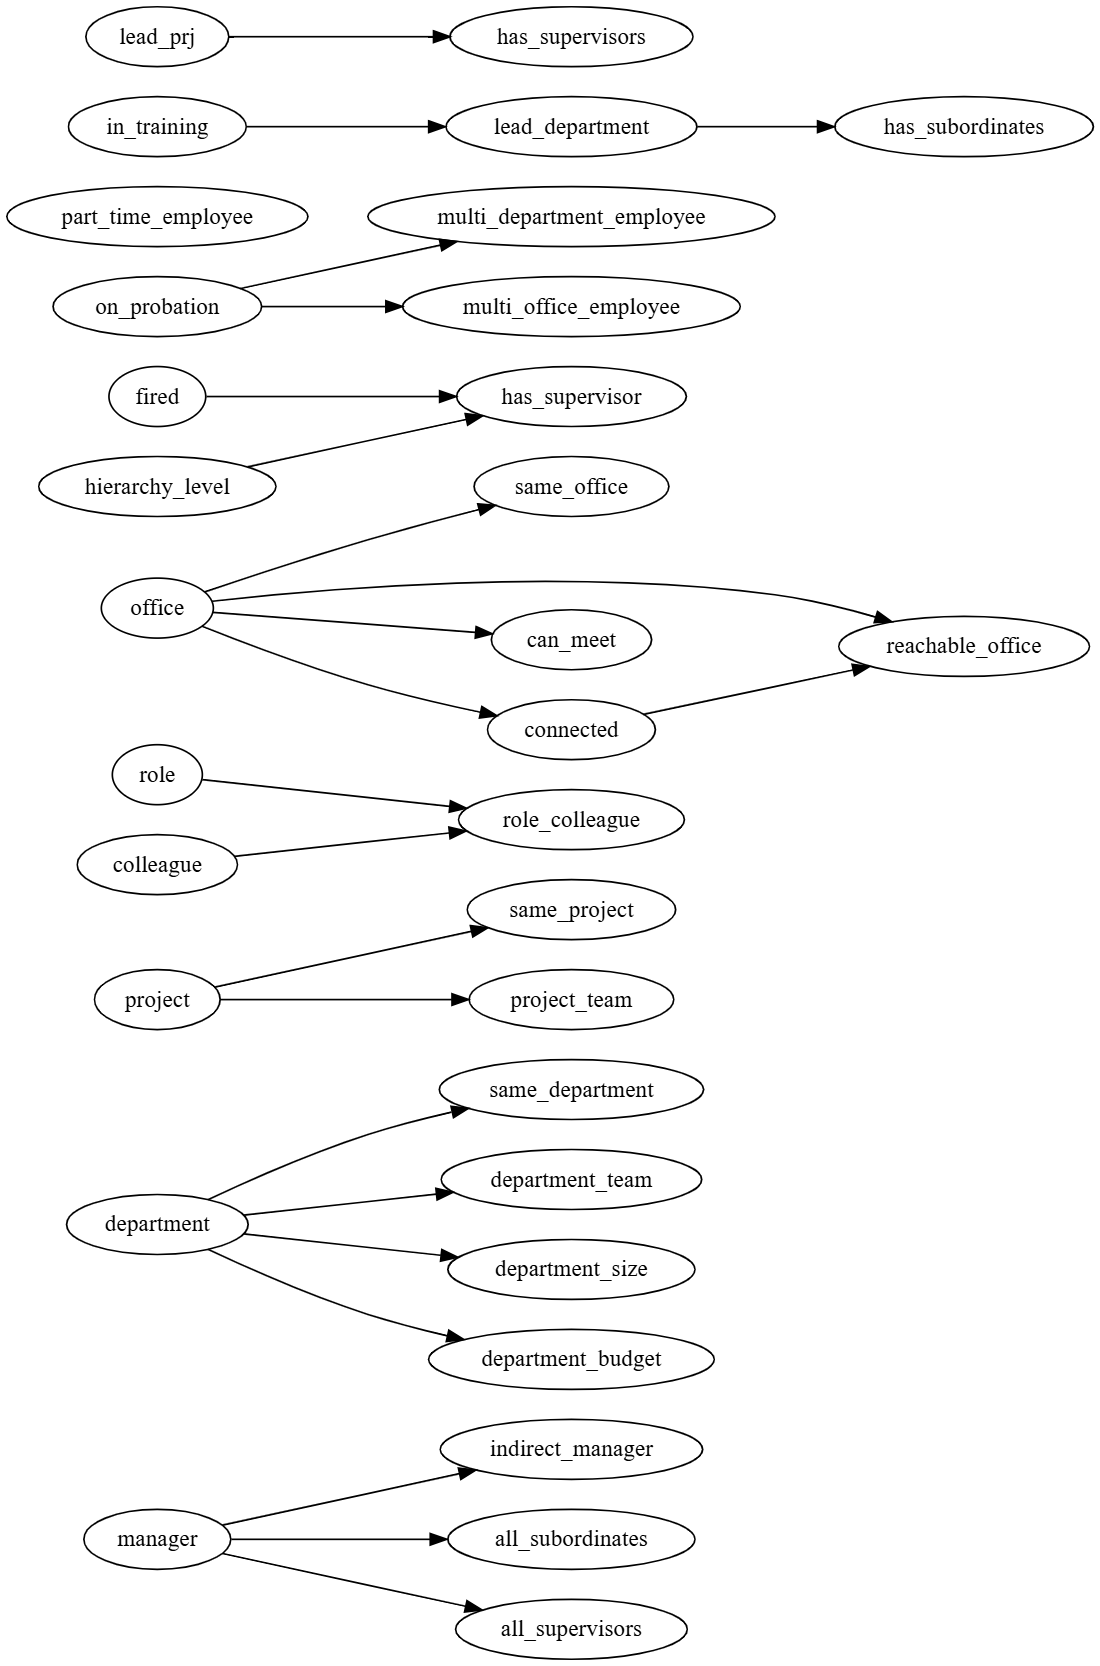 lead_prj
has_supervisors
in_training
lead_department
has_subordinates
part_time_employee
multi_department_employee
on_probation
multi_office_employee
fired
has_supervisor
hierarchy_level
same_office
office
can_meet
reachable_office
connected
role
role_colleague
colleague
same_project
project
project_team
same_department
department_team
department
department_size
department_budget
indirect_manager
manager
all_subordinates
all_supervisors